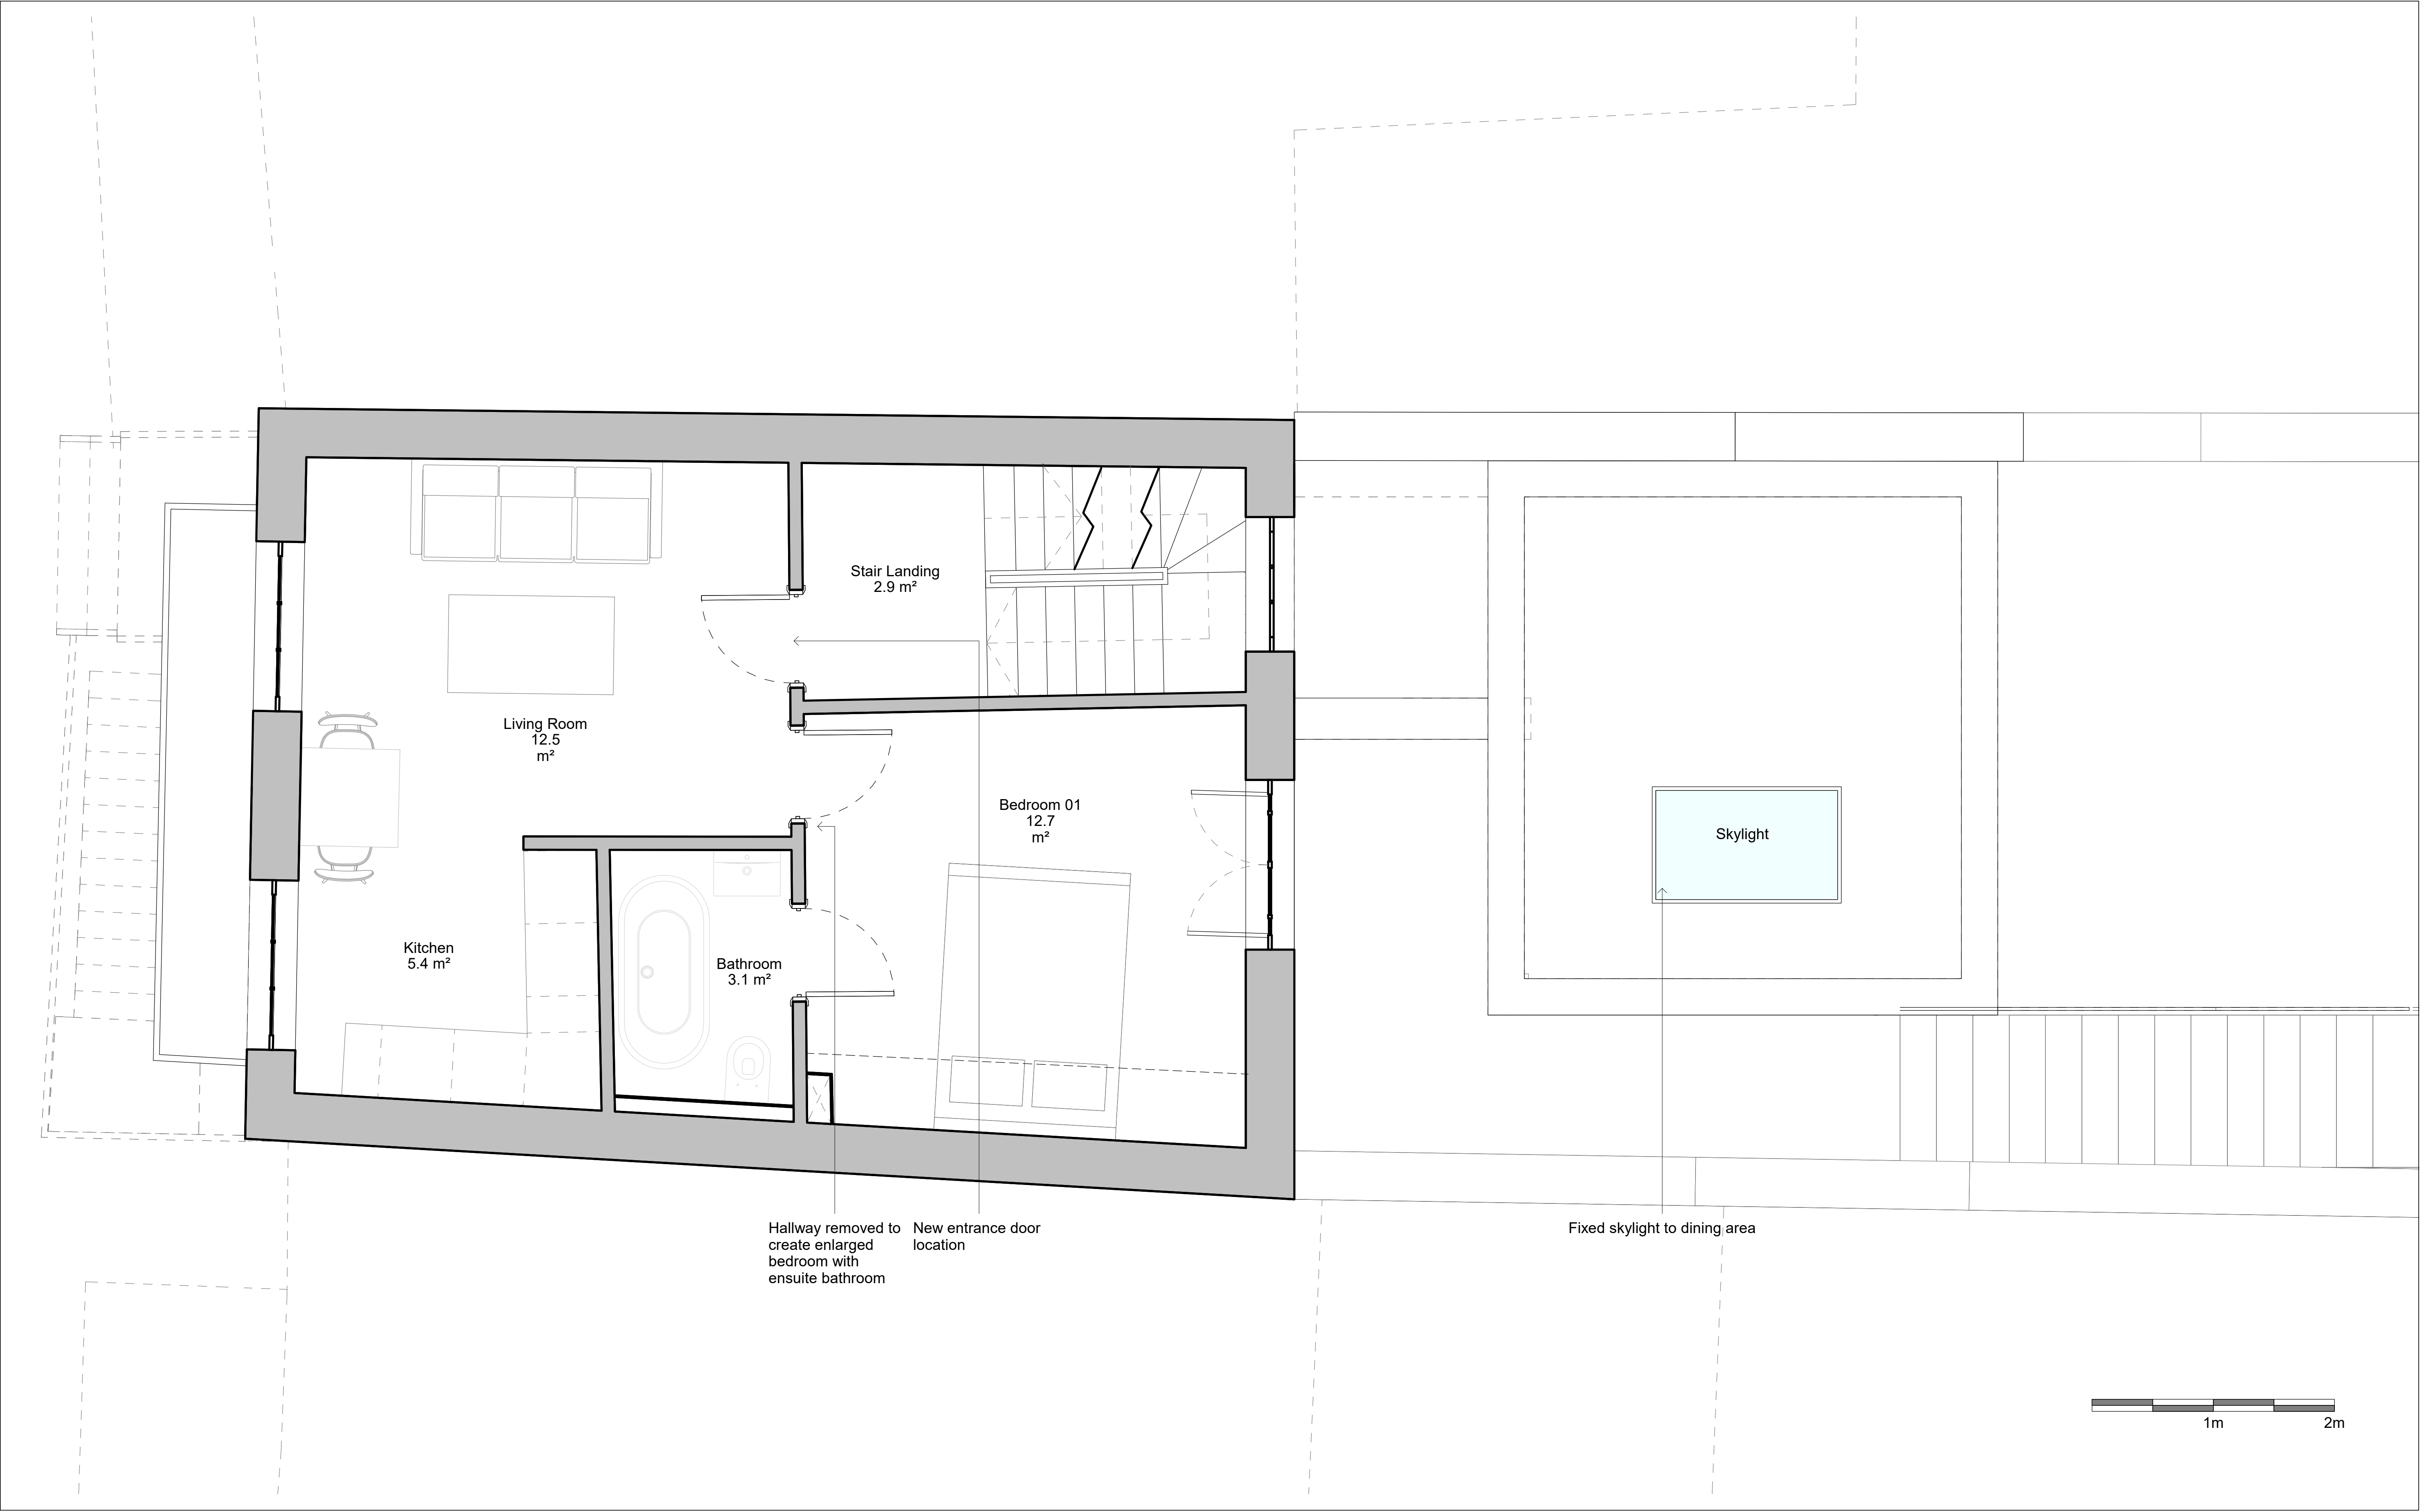 Stair Landing
2.9 m²
Living Room
12.5
m²
Bedroom 01
12.7
m²
Skylight
Kitchen
5.4 m²
Bathroom
3.1 m²
Hallway removed to
create enlarged
bedroom with
ensuite bathroom
New entrance door
location
Fixed skylight to dining area
1m
2m